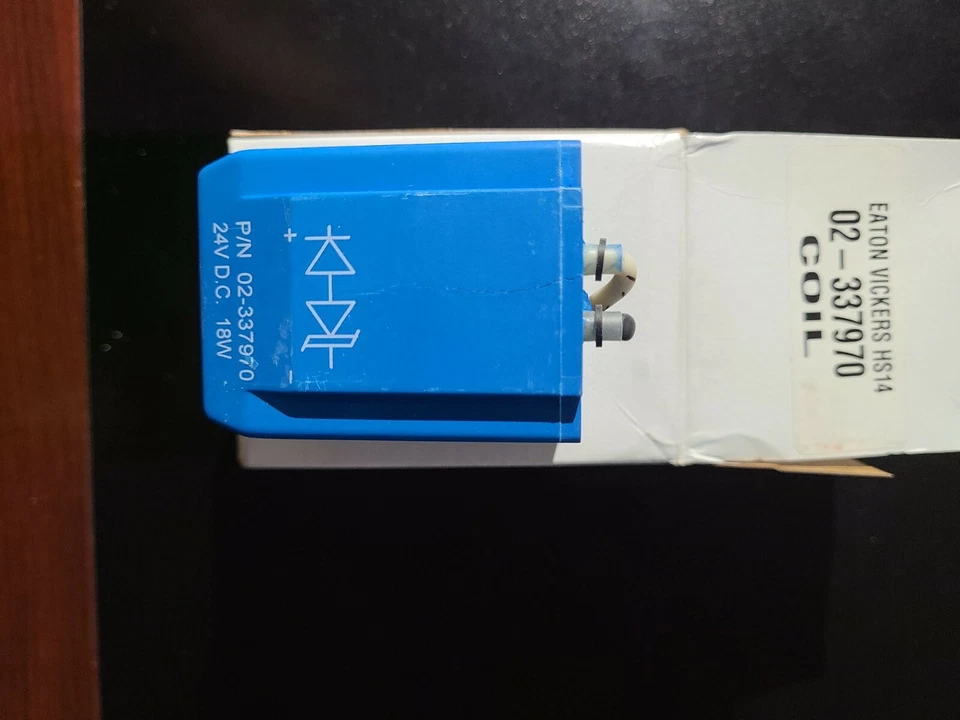 EATON VICKERS HS14
02-337970
COIL
+
-
P/N 02-337970
24V D.C. 18W